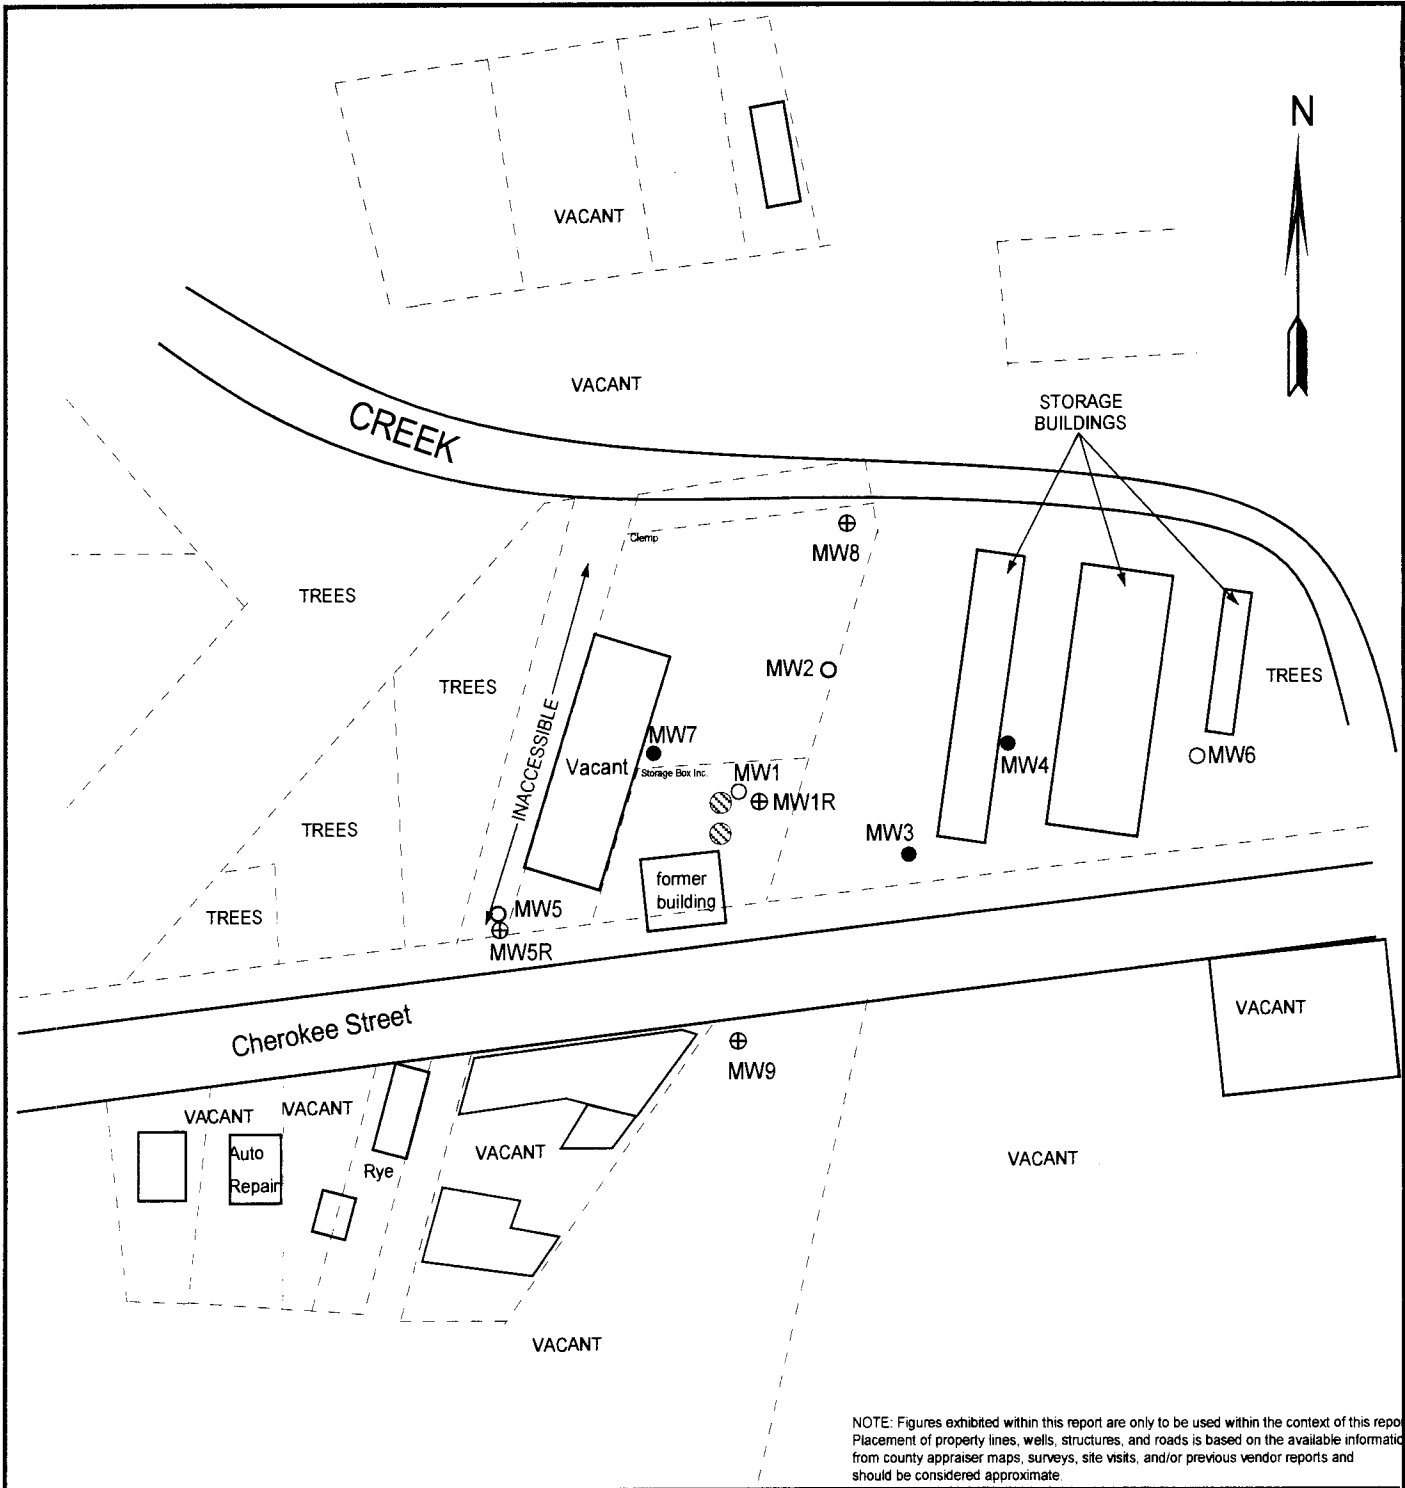 N
VACANT
VACANT
STORAGE
BUILDINGS
CREEK
Clemp
MW8
TREES
TREES
MW2
TREES
INACCESSIBLE
MW7
Vacant
Storage Box Inc.
MW1
MW1R
MW4
MW6
TREES
MW3
former
building
TREES
MW5
MW5R
Cherokee Street
VACANT
MW9
VACANT
VACANT
Auto
Repair
Rye
VACANT
VACANT
VACANT
NOTE: Figures exhibited within this report are only to be used within the context of this repo
Placement of property lines, wells, structures, and roads is based on the available informatio
from county appraiser maps, surveys, site visits, and/or previous vendor reports and
should be considered approximate.